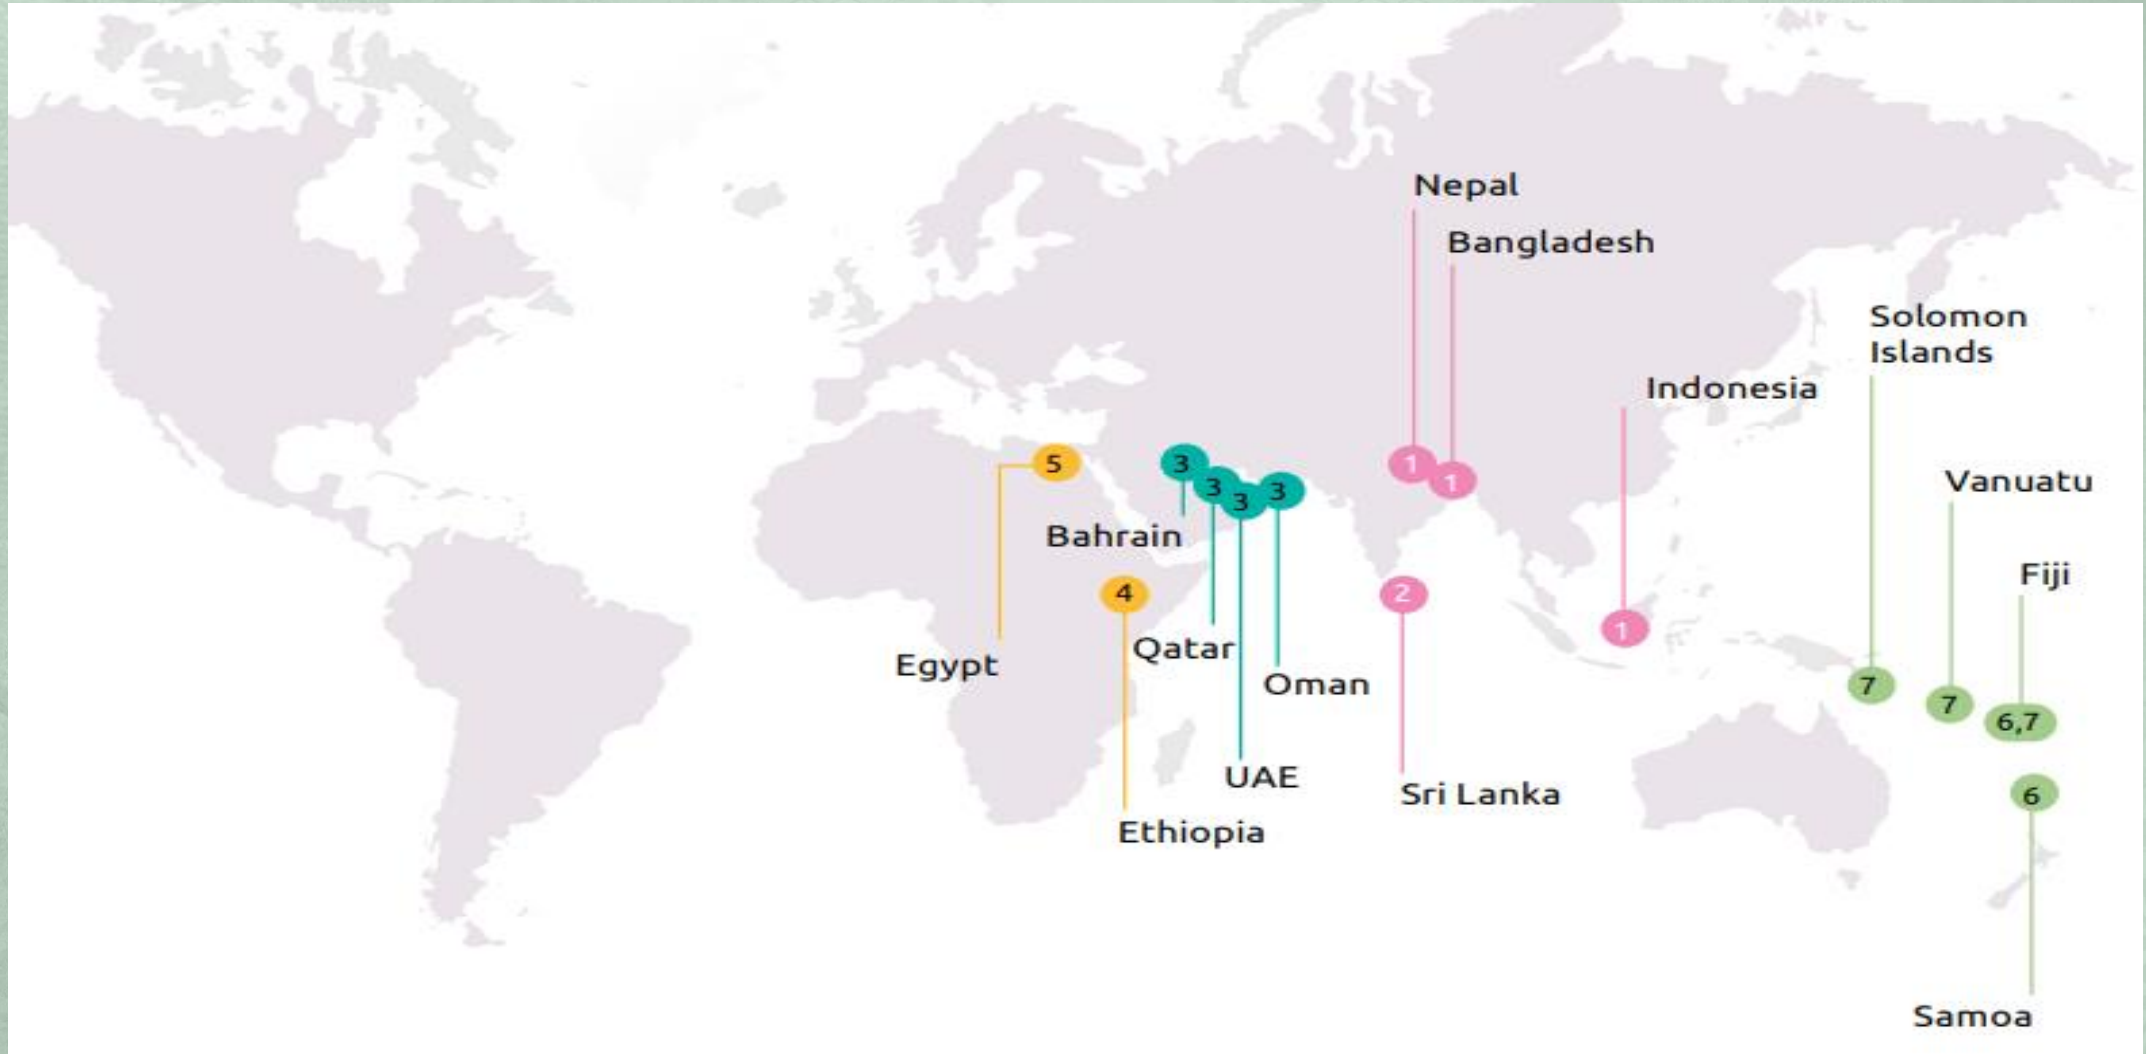 Nepal
Bangladesh
Solomon
Islands
Indonesia
5
3
1
Vanuatu
3
3
3
1
Bahrain
Fiji
4
2
1
Qatar
Egypt
Oman
7
7
6,7
UAE
Sri Lanka
6
Ethiopia
Samoa